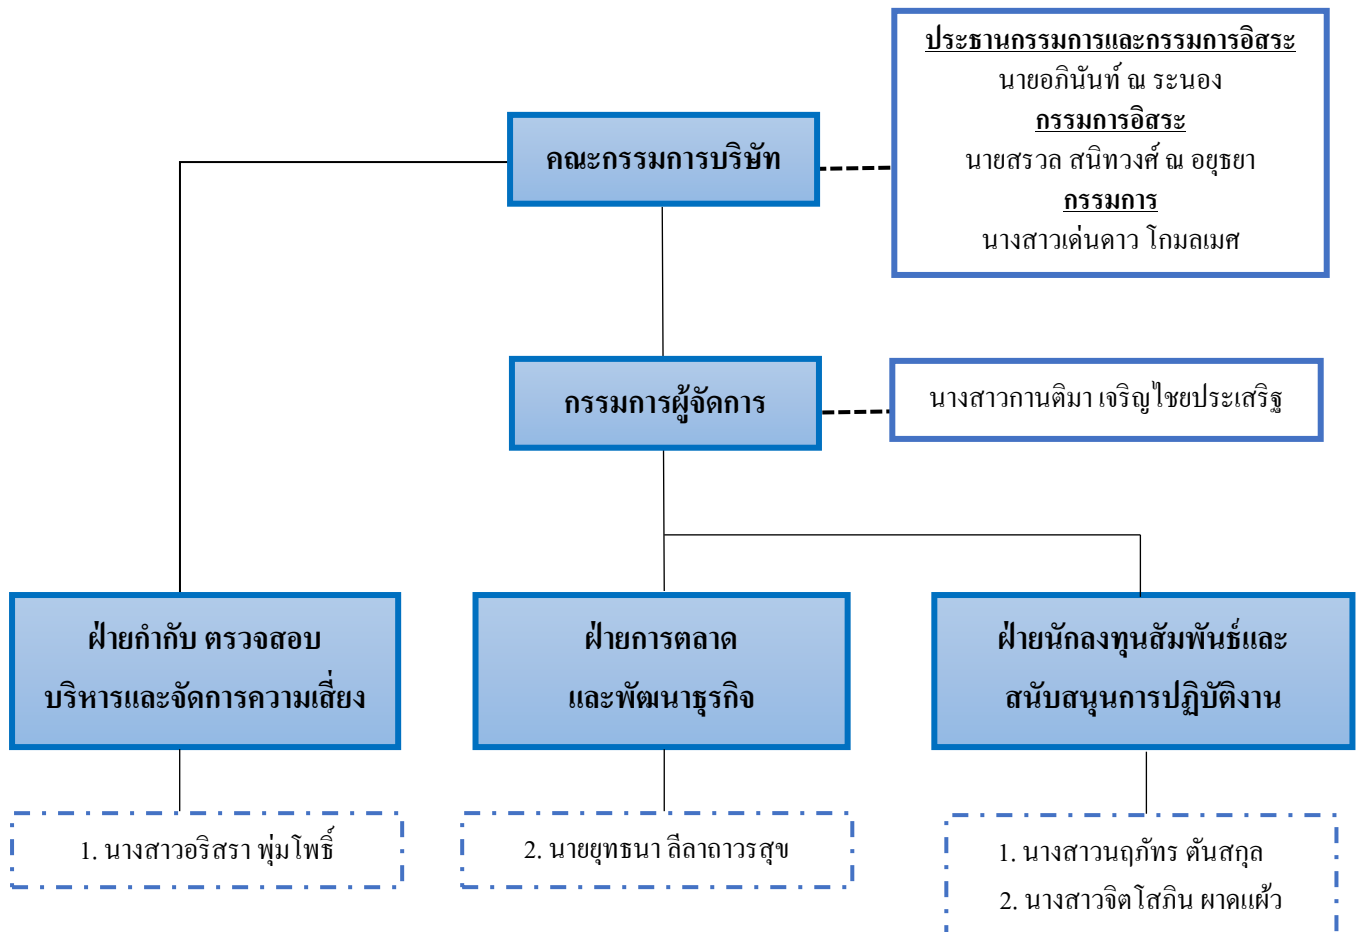 ประธานกรรมการและกรรมการอิสระ
นายอภินันท์ ณ ระนอง
กรรมการอิสระ
นายสรวล สนิทวงศ์ ณ อยุธยา
กรรมการ
นางสาวเด่นดาว โกมลเมศ
คณะกรรมการบริษัท
กรรมการผู้จัดการ
นางสาวกานติมา เจริญไชยประเสริฐ
ฝ่ายกำกับ ตรวจสอบ
บริหารและจัดการความเสี่ยง
ฝ่ายการตลาด
และพัฒนาธุรกิจ
ฝ่ายนักลงทุนสัมพันธ์และ
สนับสนุนการปฏิบัติงาน
1. นางสาวอริสรา พุ่มโพธิ์
2. นายยุทธนา ลีลาถาวรสุข
1. นางสาวนฤภัทร ตันสกุล
2. นางสาวจิตโสภิน ผาดแผ้ว